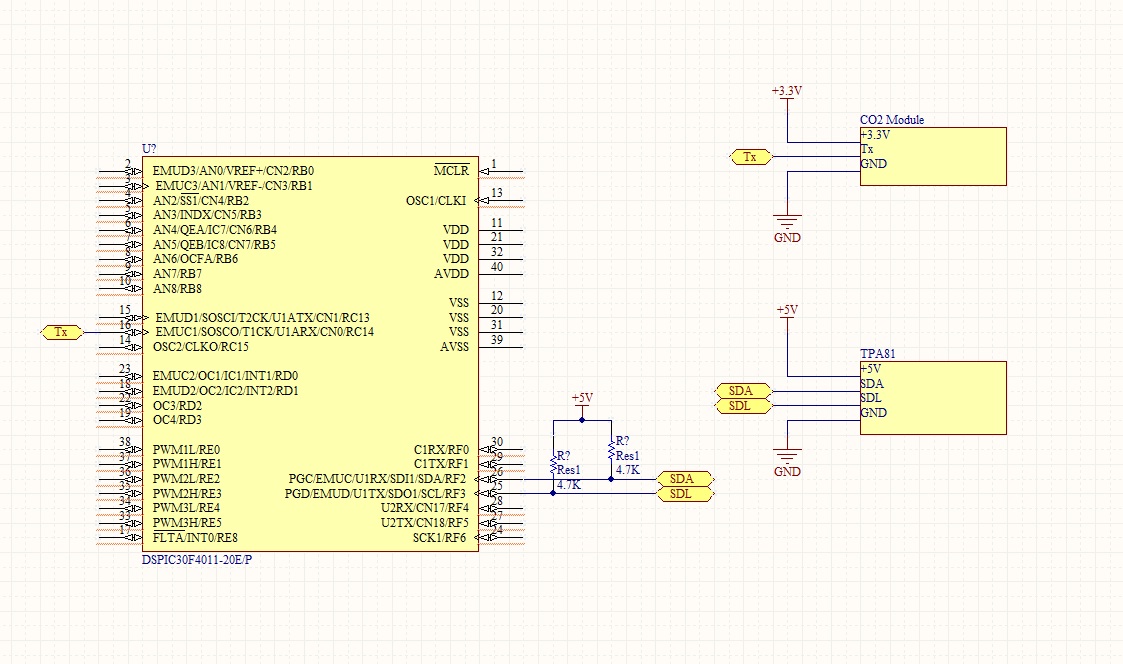 U?
2 EMUD3/AN0/VREF+/CN2/RB0
3 EMUC3/AN1/VREF-/CN3/RB1
4 AN2/SS1/CN4/RB2
5 AN3/INDX/CN5/RB3
6 AN4/QEA/IC7/CN6/RB4
7 AN5/QEB/IC8/CN7/RB5
8 AN6/OCFA/RB6
9 AN7/RB7
10 AN8/RB8
15 EMUD1/SOSCI/T2CK/U1ATX/CN1/RC13
Tx 16 EMUC1/SOSCO/T1CK/U1ARX/CN0/RC14
14 OSC2/CLKO/RC15
23 EMUC2/OC1/IC1/INT1/RD0
18 EMUD2/OC2/IC2/INT2/RD1
22 OC3/RD2
19 OC4/RD3
38 PWM1L/RE0
37 PWM1H/RE1
36 PWM2L/RE2
35 PWM2H/RE3
34 PWM3L/RE4
33 PWM3H/RE5
17 FLTA/INT0/RE8
MCLR 1
OSC1/CLKI 13
VDD 11
VDD 21
VDD 32
AVDD 40
VSS 12
VSS 20
VSS 31
AVSS 39
C1RX/RF0 30
C1TX/RF1 29
PGC/EMUC/U1RX/SDI1/SDA/RF2 26
PGD/EMUD/U1TX/SDO1/SCL/RF3 25
U2RX/CN17/RF4 28
U2TX/CN18/RF5 27
SCK1/RF6 24
DSPIC30F4011-20E/P
+5V
R?
Res1
4.7K
R?
Res1
4.7K
SDA
SDL
+3.3V
CO2 Module
+3.3V
Tx Tx
GND
GND
+5V
TPA81
+5V
SDA SDA
SDL SDL
GND
GND